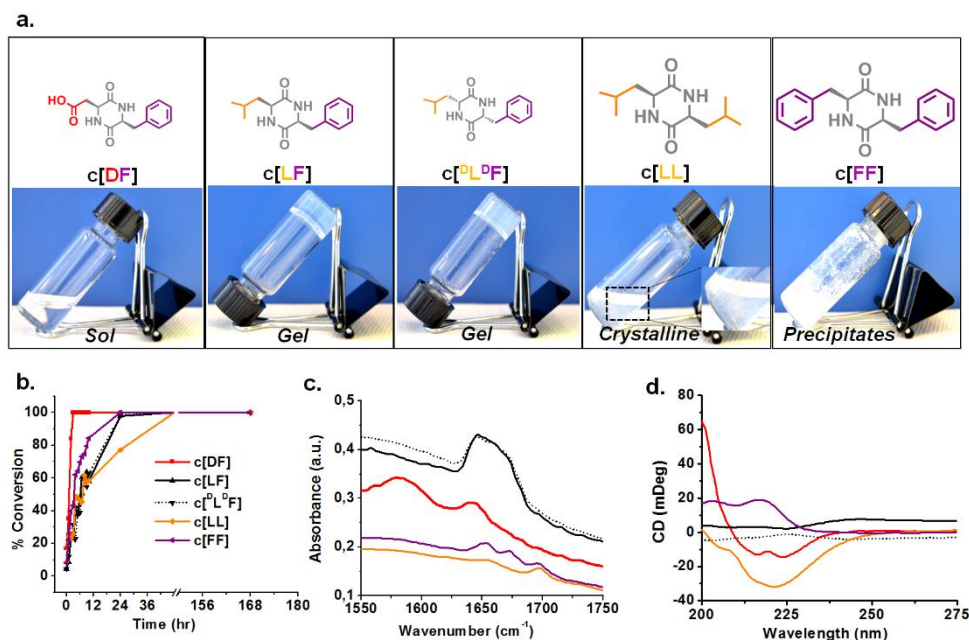 a.
HO
O
O
NH
HN
O
c[DF]
Sol
O
NH
HN
O
c[LF]
Gel
O
NH
HN
O
c[ᴰLᴰF]
Gel
O
NH
HN
O
c[LL]
Crystalline
O
NH
HN
O
c[FF]
Precipitates
b.
% Conversion
100
80
60
40
20
0
0 12 24 36 156 168 180
Time (hr)
c[DF]
c[LF]
c[ᴰLᴰF]
c[LL]
c[FF]
c.
Absorbance (a.u.)
0,5
0,4
0,3
0,2
0,1
1550 1600 1650 1700 1750
Wavenumber (cm⁻¹)
d.
CD (mDeg)
80
60
40
20
0
-20
-40
200 225 250 275
Wavelength (nm)